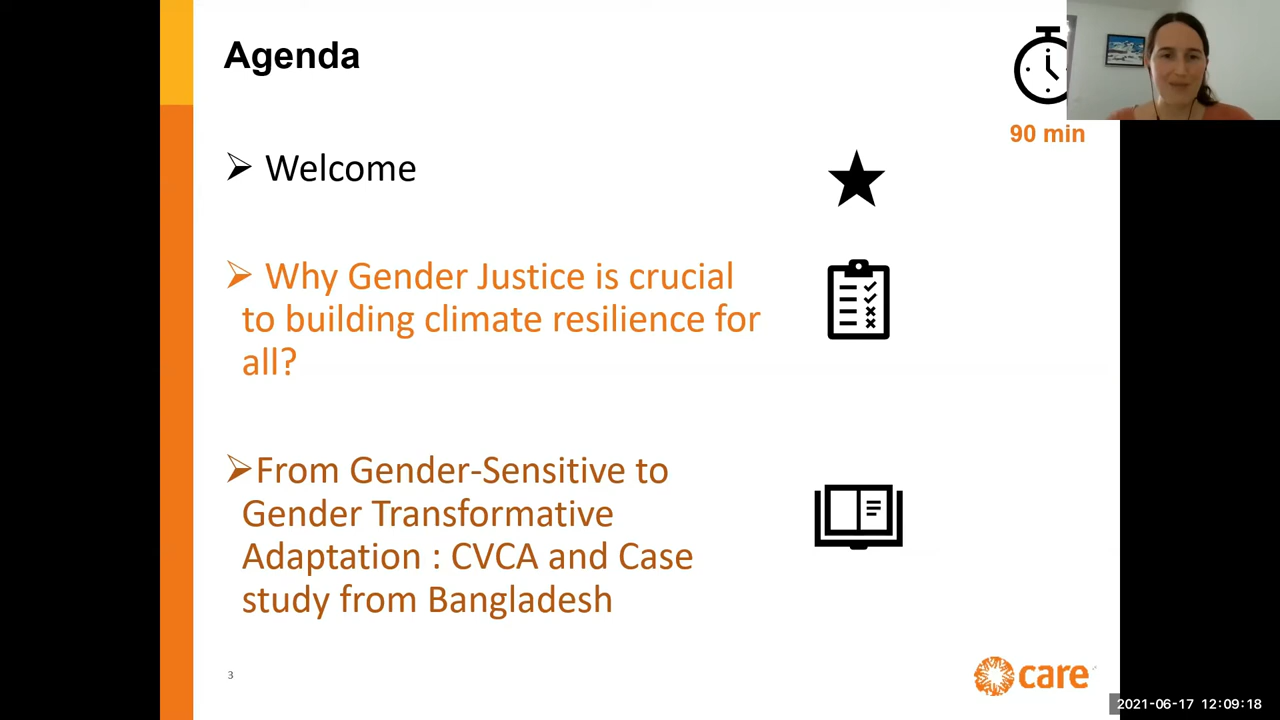 Agenda
90 min
➢ Welcome
➢ Why Gender Justice is crucial
to building climate resilience for
all?
➢From Gender-Sensitive to
Gender Transformative
Adaptation : CVCA and Case
study from Bangladesh
3
care
2021-06-17 12:09:18